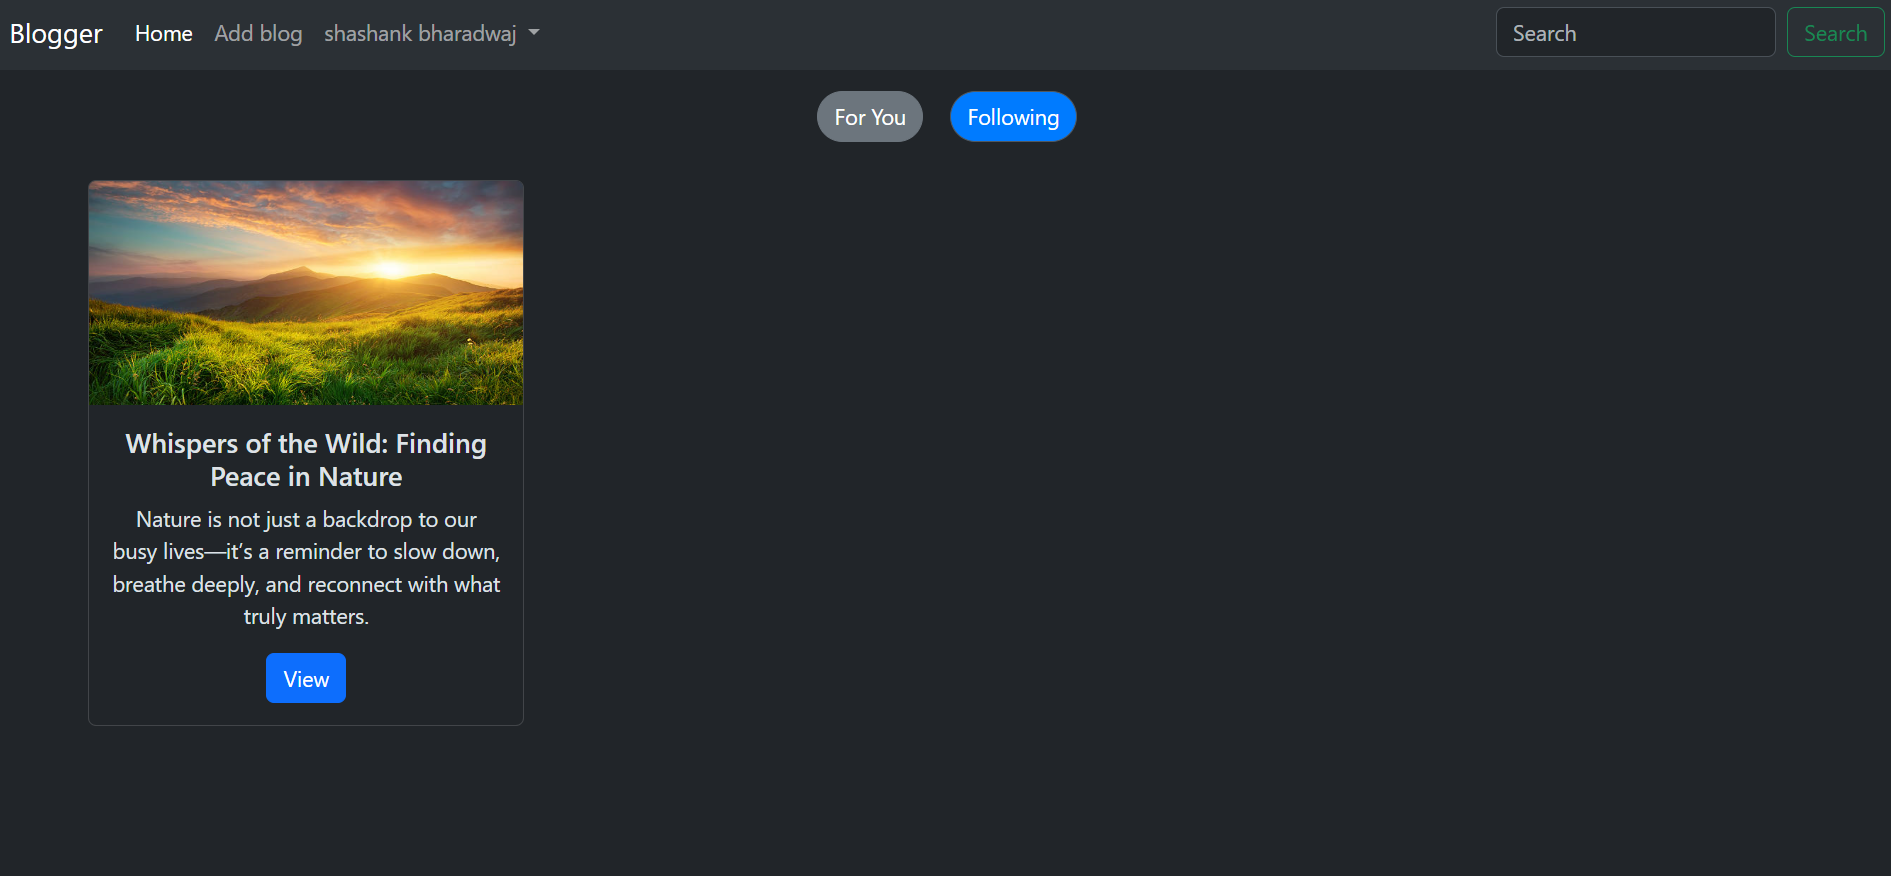 Blogger Home Add blog shashank bharadwaj Search Search
For You Following
Whispers of the Wild: Finding
Peace in Nature
Nature is not just a backdrop to our
busy lives—it’s a reminder to slow down,
breathe deeply, and reconnect with what
truly matters.
View